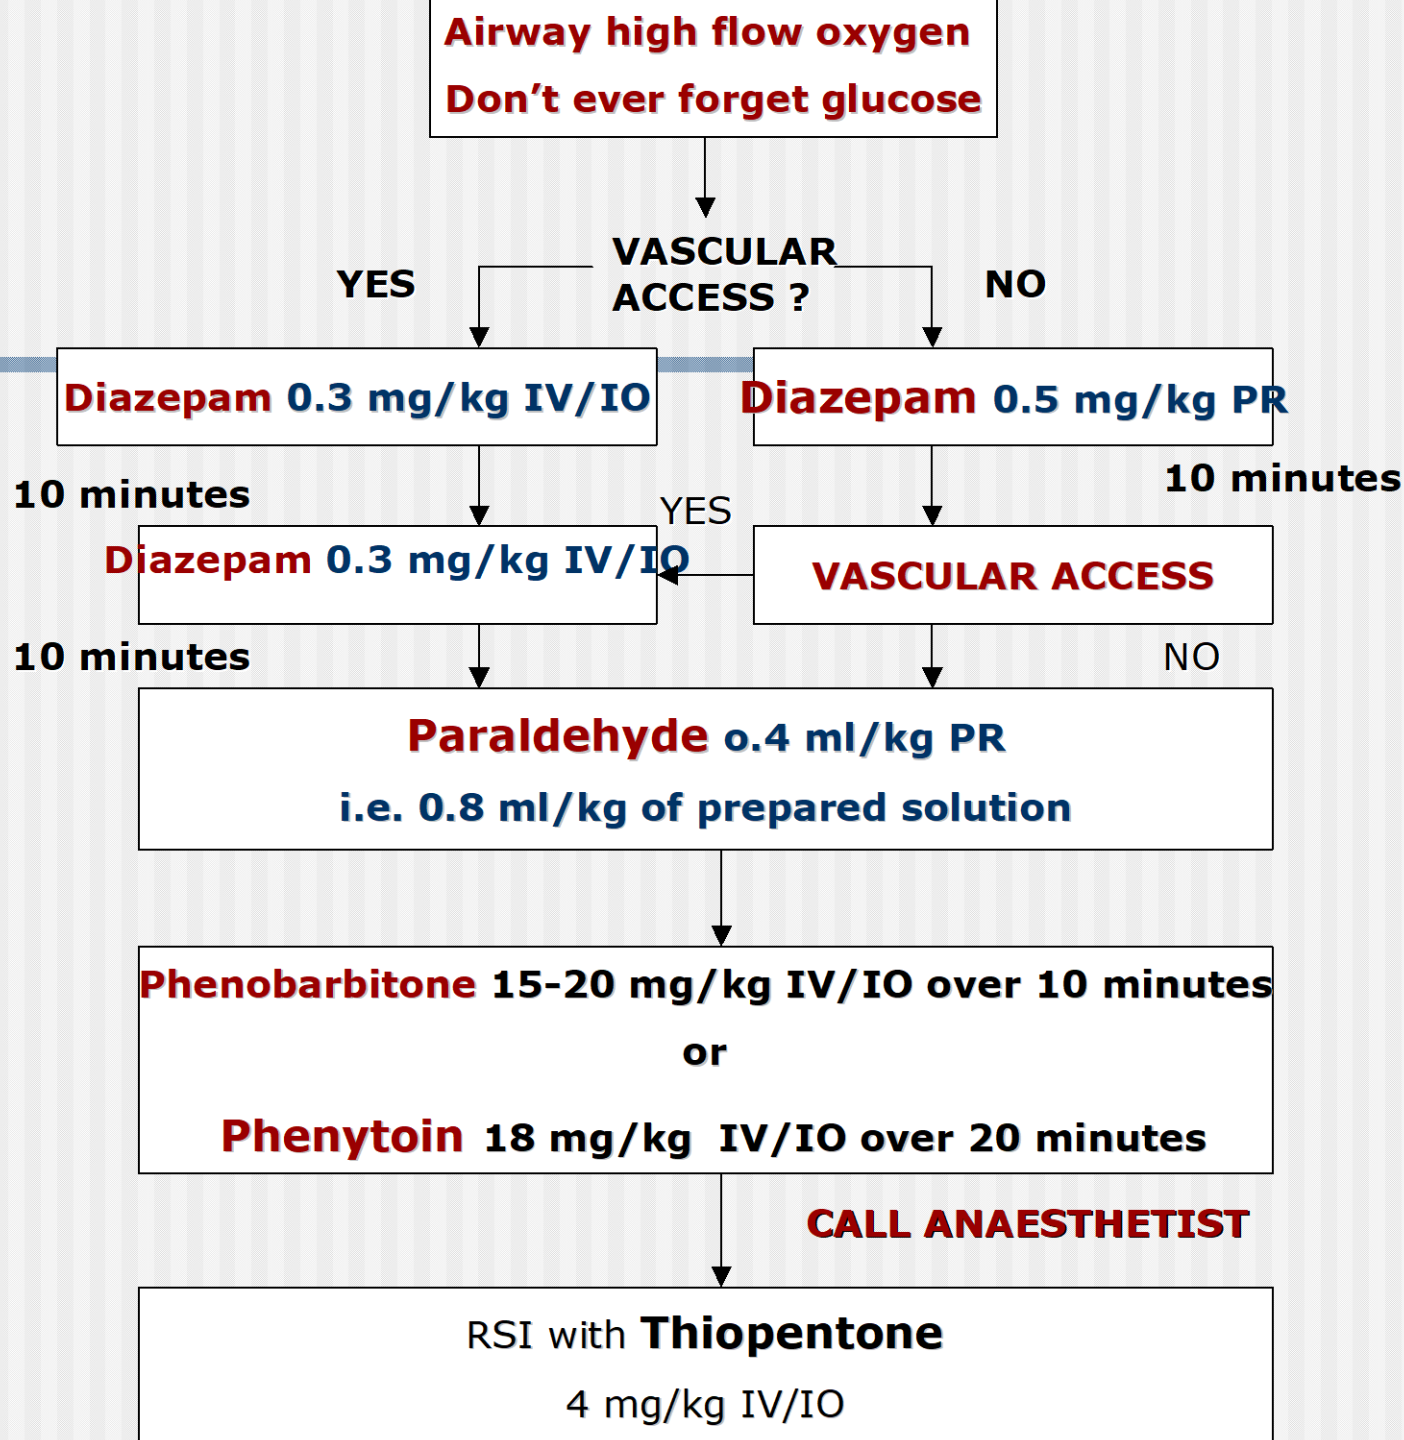 Airway high flow oxygen
Don’t ever forget glucose
VASCULAR
ACCESS ?
YES
NO
Diazepam 0.3 mg/kg IV/IO
Diazepam 0.5 mg/kg PR
10 minutes
10 minutes
YES
Diazepam 0.3 mg/kg IV/IO
VASCULAR ACCESS
10 minutes
NO
Paraldehyde o.4 ml/kg PR
i.e. 0.8 ml/kg of prepared solution
Phenobarbitone 15-20 mg/kg IV/IO over 10 minutes
or
Phenytoin 18 mg/kg IV/IO over 20 minutes
CALL ANAESTHETIST
RSI with Thiopentone
4 mg/kg IV/IO